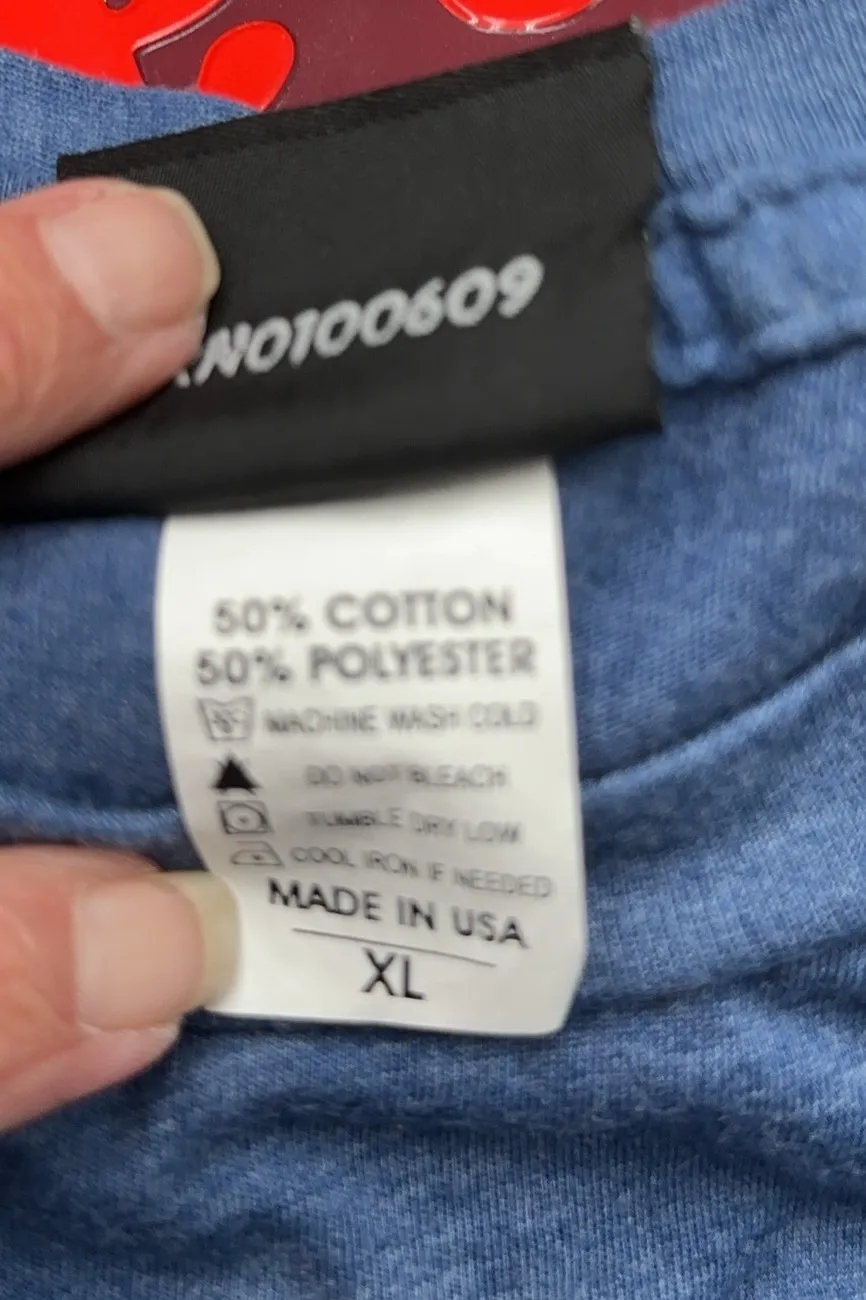 N0100609
50% COTTON
50% POLYESTER
MACHINE WASH COLD
DO NOT BLEACH
TUMBLE DRY LOW
COOL IRON IF NEEDED
MADE IN USA
XL